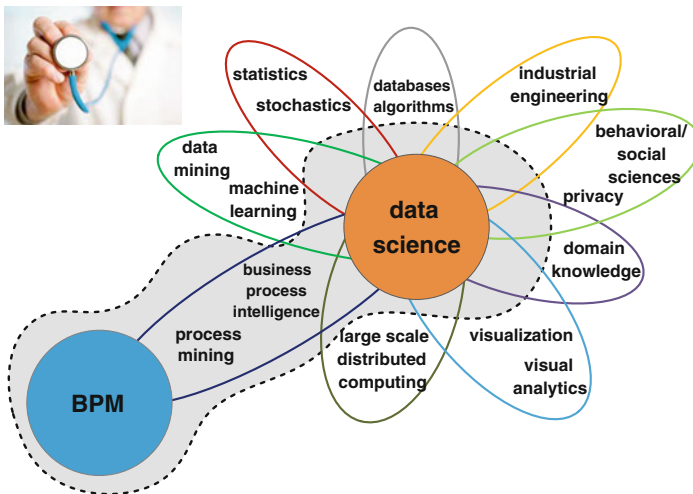 statistics
stochastics
databases
algorithms
industrial
engineering
behavioral/
social
sciences
data
mining
machine
learning
privacy
data
science
domain
knowledge
business
process
intelligence
process
mining
large scale
distributed
computing
visualization
visual
analytics
BPM